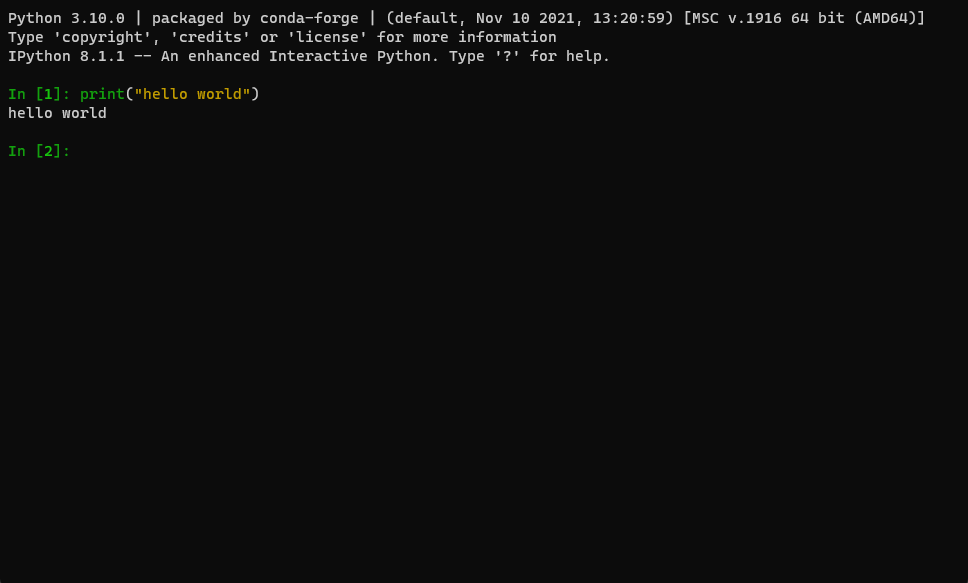 Python 3.10.0 | packaged by conda-forge | (default, Nov 10 2021, 13:20:59) [MSC v.1916 64 bit (AMD64)]
Type 'copyright', 'credits' or 'license' for more information
IPython 8.1.1 -- An enhanced Interactive Python. Type '?' for help.
In [1]: print("hello world")
hello world
In [2]: